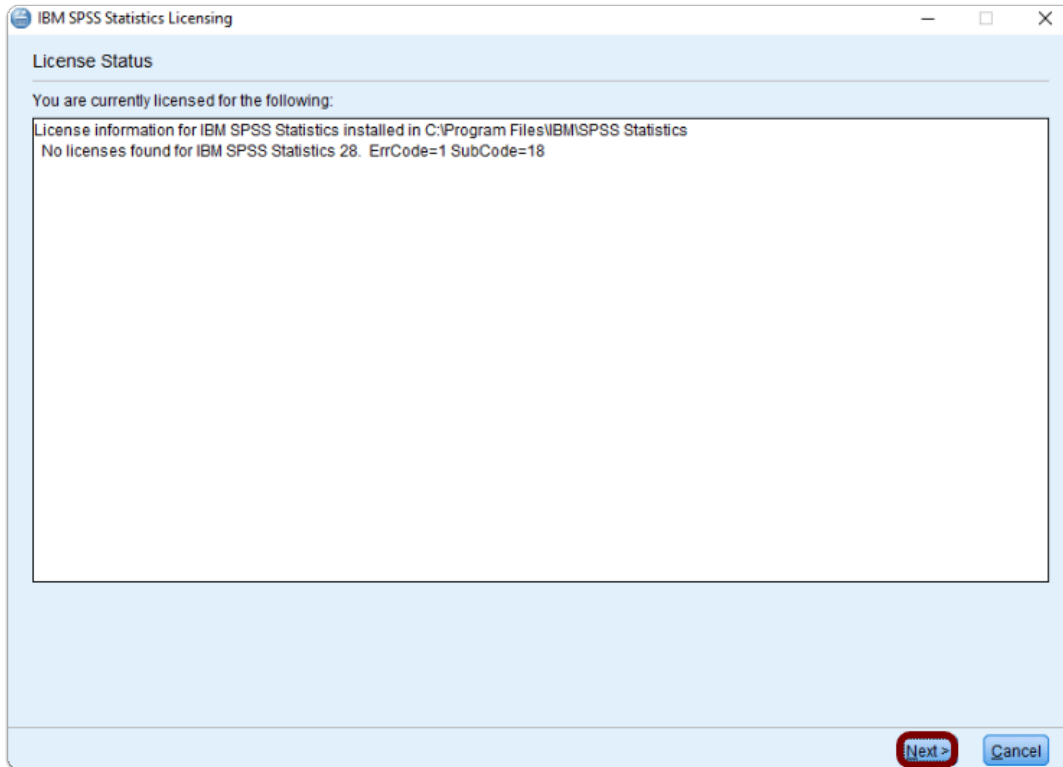 IBM SPSS Statistics Licensing
License Status
You are currently licensed for the following:
License information for IBM SPSS Statistics installed in C:\Program Files\IBM\SPSS Statistics
No licenses found for IBM SPSS Statistics 28. ErrCode=1 SubCode=18
Next > Cancel